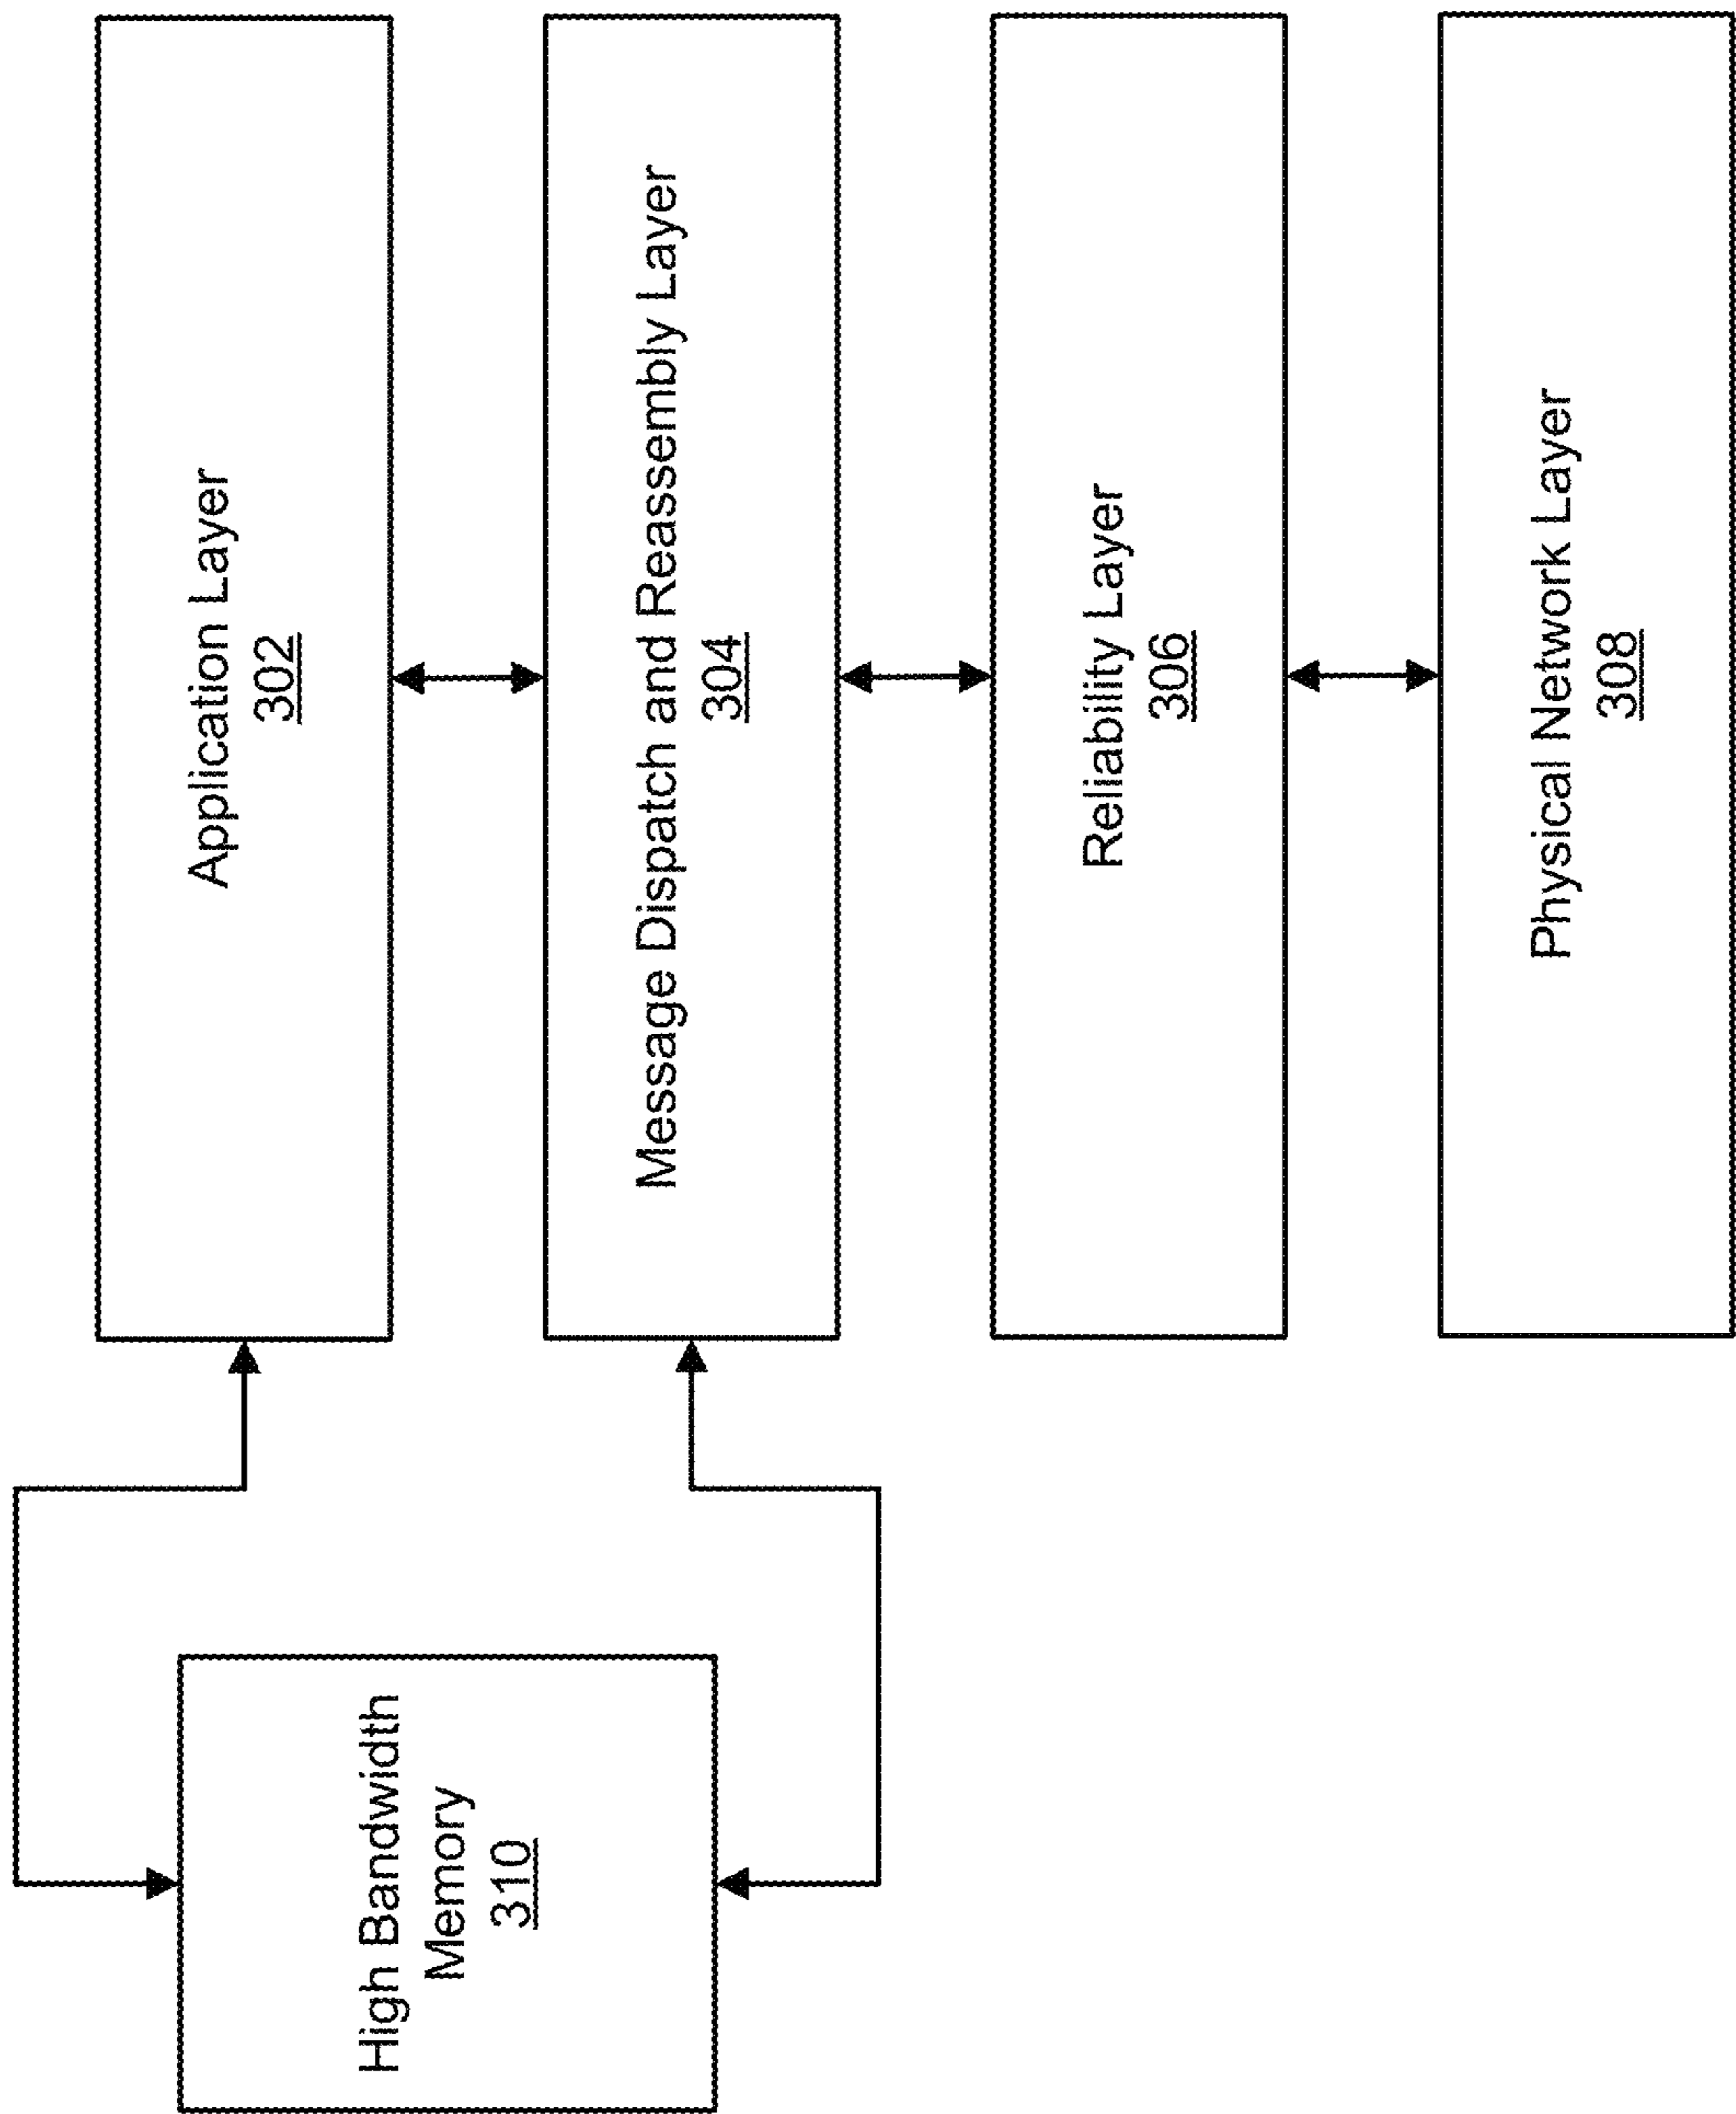 Application Layer
302
Message Dispatch and Reassembly Layer
304
Reliability Layer
306
Physical Network Layer
308
High Bandwidth
Memory
310